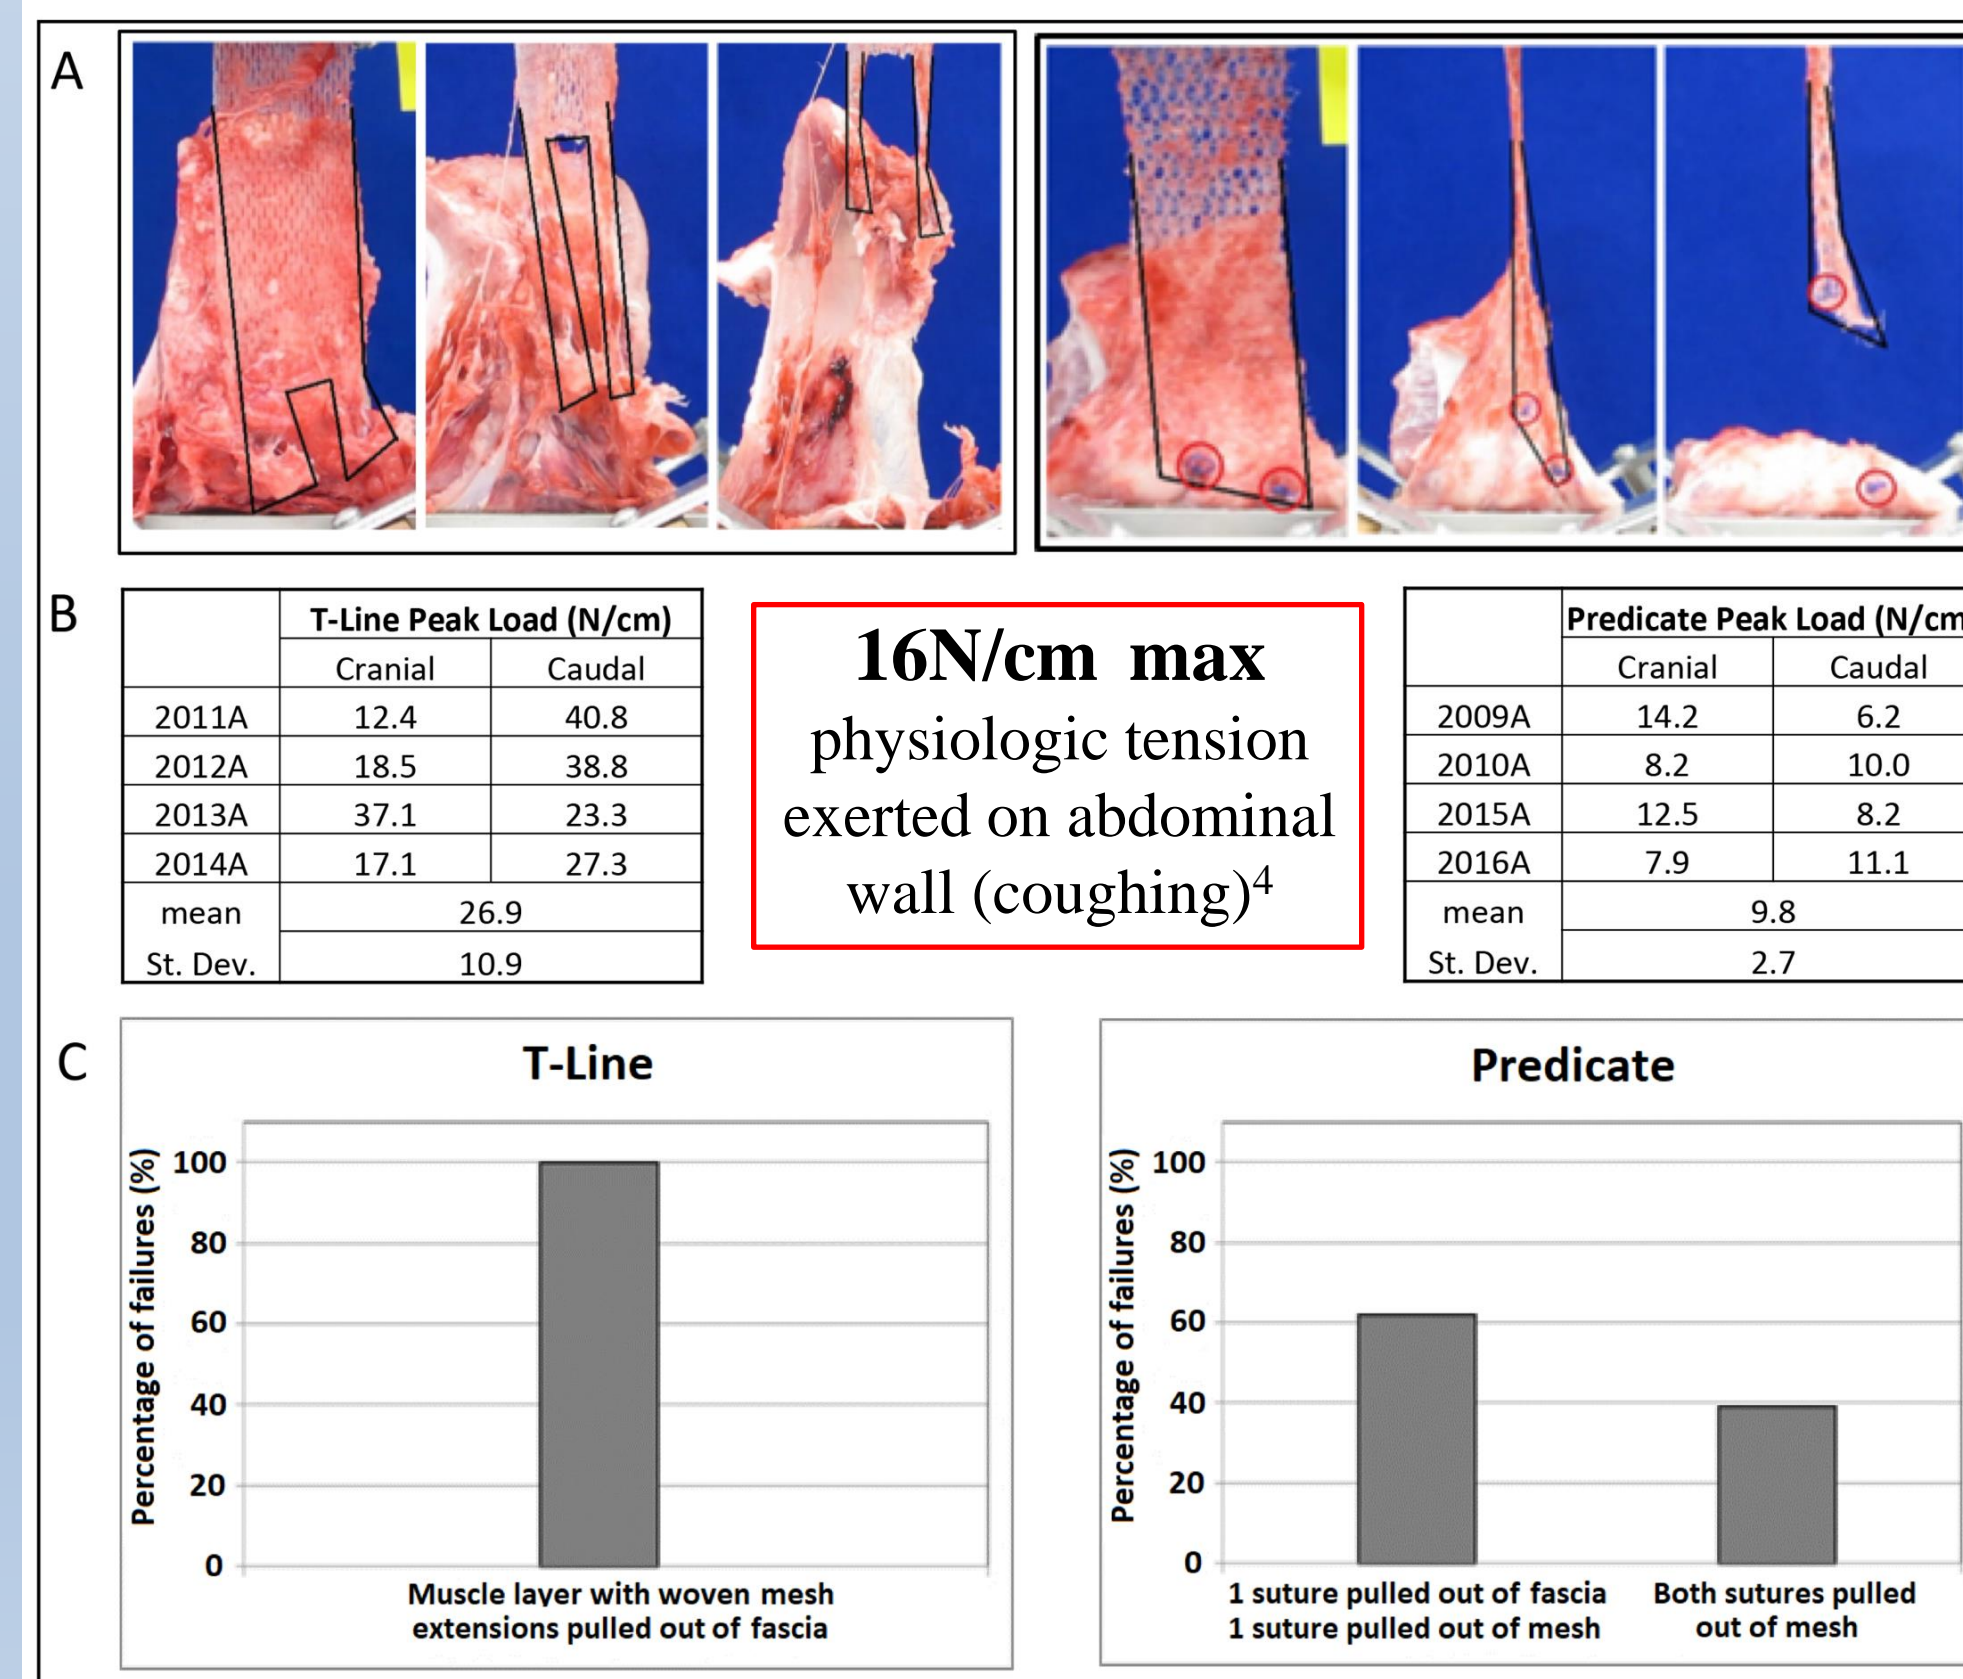 A
B
T-Line Peak Load (N/cm)
Cranial Caudal
2011A 12.4 40.8
2012A 18.5 38.8
2013A 37.1 23.3
2014A 17.1 27.3
mean 26.9
St. Dev. 10.9
16N/cm max
physiologic tension
exerted on abdominal
wall (coughing)4
Predicate Peak Load (N/cm
Cranial Caudal
2009A 14.2 6.2
2010A 8.2 10.0
2015A 12.5 8.2
2016A 7.9 11.1
mean 9.8
St. Dev. 2.7
C
T-Line
Percentage of failures (%)
100
80
60
40
20
0
Muscle layer with woven mesh
extensions pulled out of fascia
Predicate
Percentage of failures (%)
100
80
60
40
20
0
1 suture pulled out of fascia
1 suture pulled out of mesh
Both sutures pulled
out of mesh